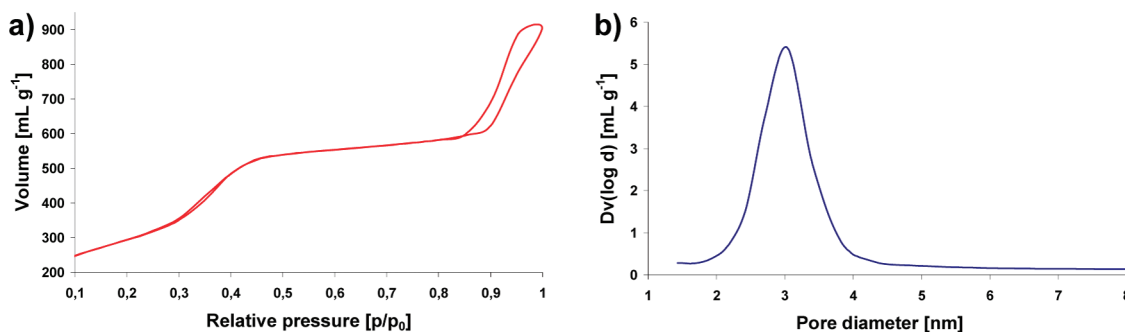 a)
Volume [mL g⁻¹]
900
800
700
600
500
400
300
200
0,1 0,2 0,3 0,4 0,5 0,6 0,7 0,8 0,9 1
Relative pressure [p/p₀]
b)
Dv(log d) [mL g⁻¹]
6
5
4
3
2
1
0
1 2 3 4 5 6 7 8
Pore diameter [nm]